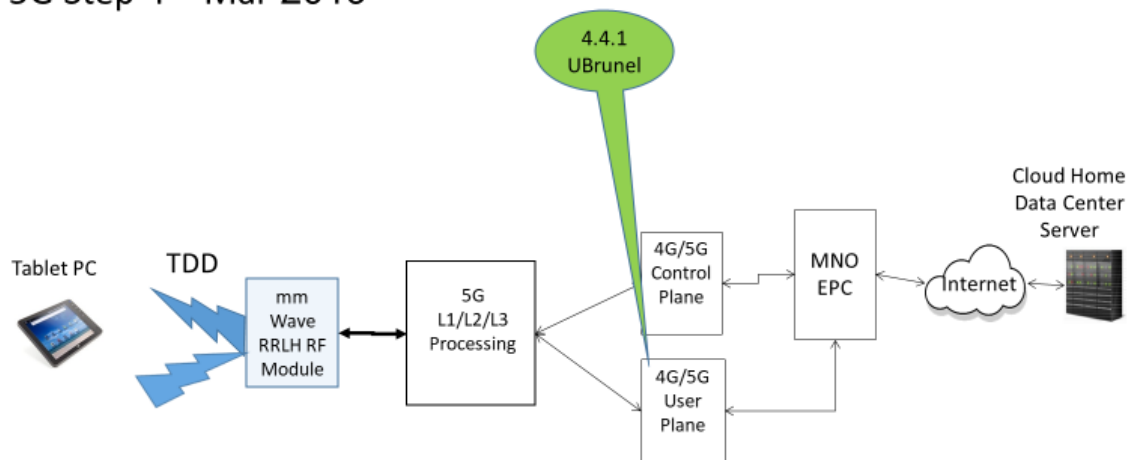 4.4.1
UBrunel
Cloud Home
Data Center
Server
Tablet PC
TDD
mm
Wave
RRLH RF
Module
5G
L1/L2/L3
Processing
4G/5G
Control
Plane
MNO
EPC
Internet
4G/5G
User
Plane